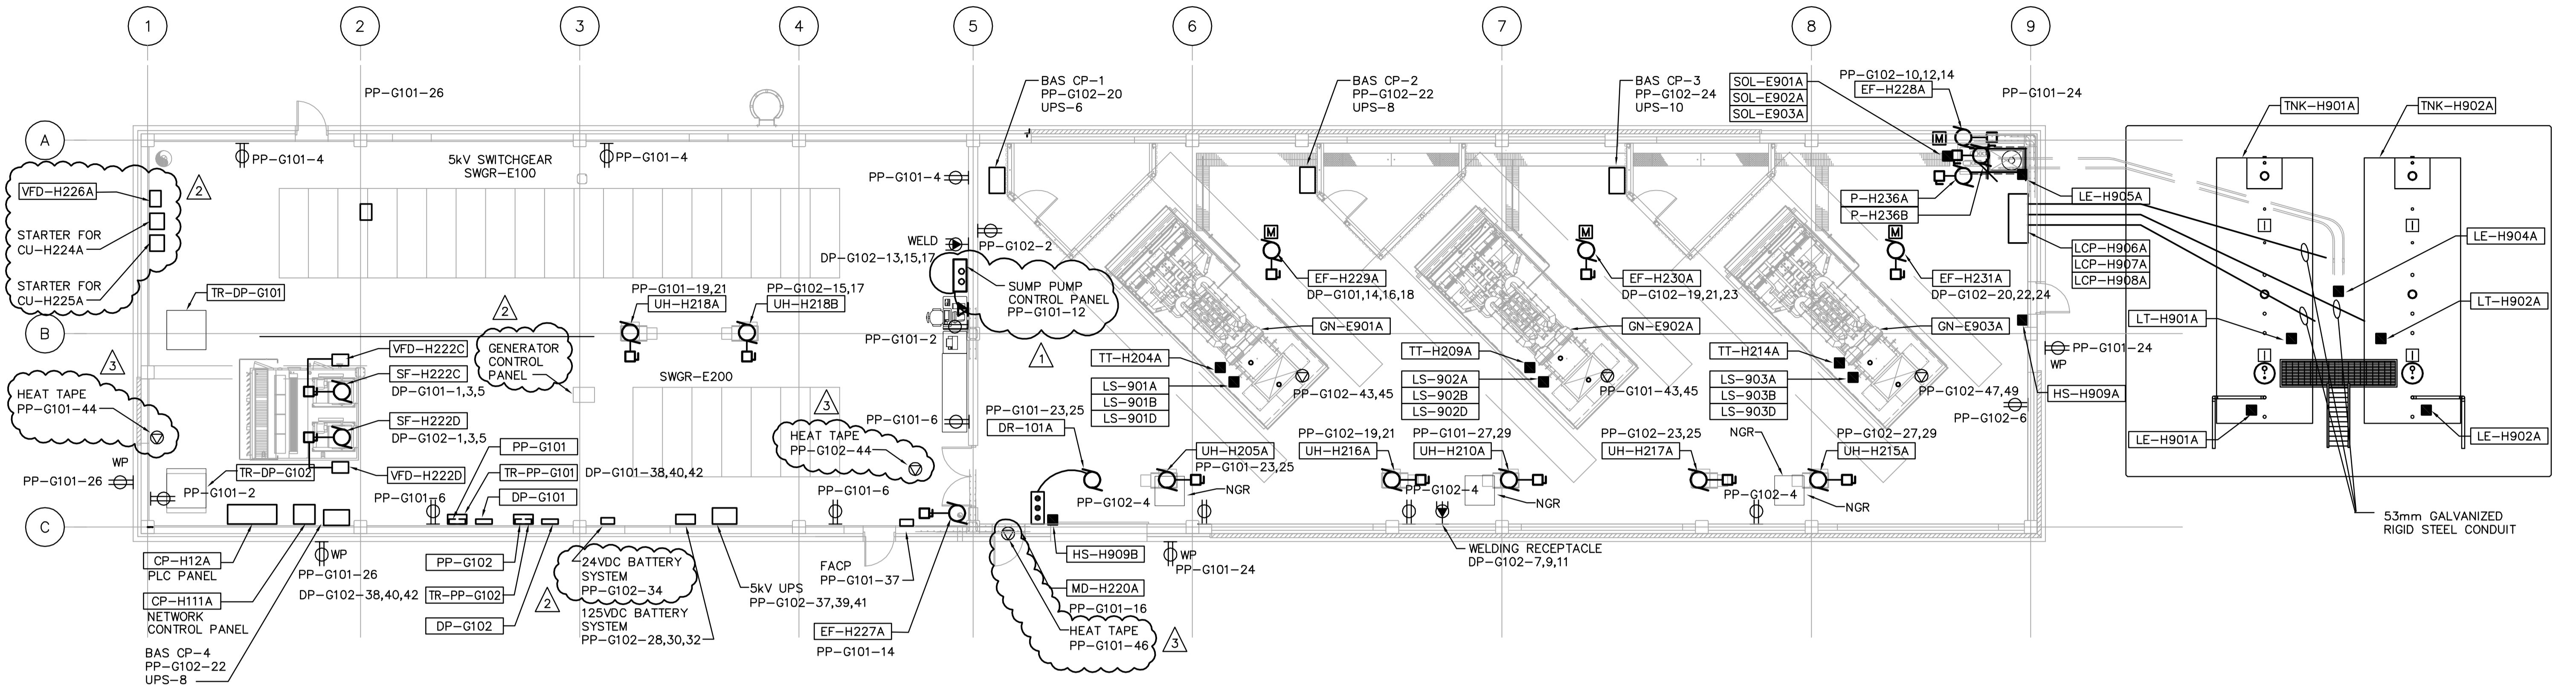 1
2
3
4
5
6
7
8
9
A
B
C
PP-G101-26
BAS CP-1
PP-G102-20
UPS-6
BAS CP-2
PP-G102-22
UPS-8
BAS CP-3
PP-G102-24
UPS-10
SOL-E901A
SOL-E902A
SOL-E903A
PP-G102-10,12,14
EF-H228A
PP-G101-24
TNK-H901A
TNK-H902A
PP-G101-4
5kV SWITCHGEAR
SWGR-E100
PP-G101-4
PP-G101-4
M
VFD-H226A
2
STARTER FOR
CU-H224A
STARTER FOR
CU-H225A
WELD
PP-G102-2
DP-G102-13,15,17
P-H236A
P-H236B
LE-H905A
LCP-H906A
LCP-H907A
LCP-H908A
LE-H904A
M
M
M
EF-H229A
DP-G101,14,16,18
EF-H230A
DP-G102-19,21,23
EF-H231A
DP-G102-20,22,24
TR-DP-G101
PP-G101-19,21
UH-H218A
PP-G102-15,17
UH-H218B
SUMP PUMP
CONTROL PANEL
PP-G101-12
1
PP-G101-2
GN-E901A
GN-E902A
GN-E903A
LT-H901A
LT-H902A
2
GENERATOR
CONTROL
PANEL
VFD-H222C
SF-H222C
DP-G101-1,3,5
3
HEAT TAPE
PP-G101-44
SWGR-E200
TT-H204A
LS-901A
LS-901B
LS-901D
PP-G102-43,45
TT-H209A
LS-902A
LS-902B
LS-902D
PP-G101-43,45
TT-H214A
LS-903A
LS-903B
LS-903D
PP-G102-47,49
PP-G101-24
WP
HS-H909A
PP-G102-6
SF-H222D
DP-G102-1,3,5
VFD-H222D
3
HEAT TAPE
PP-G102-44
PP-G101-6
PP-G101-23,25
DR-101A
UH-H205A
PP-G101-23,25
NGR
PP-G102-19,21
UH-H216A
PP-G101-27,29
UH-H210A
NGR
PP-G102-23,25
UH-H217A
NGR
PP-G102-27,29
UH-H215A
NGR
LE-H901A
LE-H902A
WP
PP-G101-26
TR-DP-G102
PP-G101-2
PP-G101-6
PP-G101
TR-PP-G101
DP-G101
DP-G101-38,40,42
PP-G101-6
PP-G102-4
PP-G102-4
PP-G102-4
53mm GALVANIZED
RIGID STEEL CONDUIT
CP-H12A
PLC PANEL
CP-H111A
NETWORK
CONTROL PANEL
BAS CP-4
PP-G102-22
UPS-8
WP
PP-G101-26
DP-G102-38,40,42
PP-G102
TR-PP-G102
DP-G102
2
24VDC BATTERY
SYSTEM
PP-G102-34
125VDC BATTERY
SYSTEM
PP-G102-28,30,32
5kV UPS
PP-G102-37,39,41
FACP
PP-G101-37
EF-H227A
PP-G101-14
HS-H909B
MD-H220A
PP-G101-16
HEAT TAPE
PP-G101-46
3
WP
PP-G101-24
WELDING RECEPTACLE
DP-G102-7,9,11